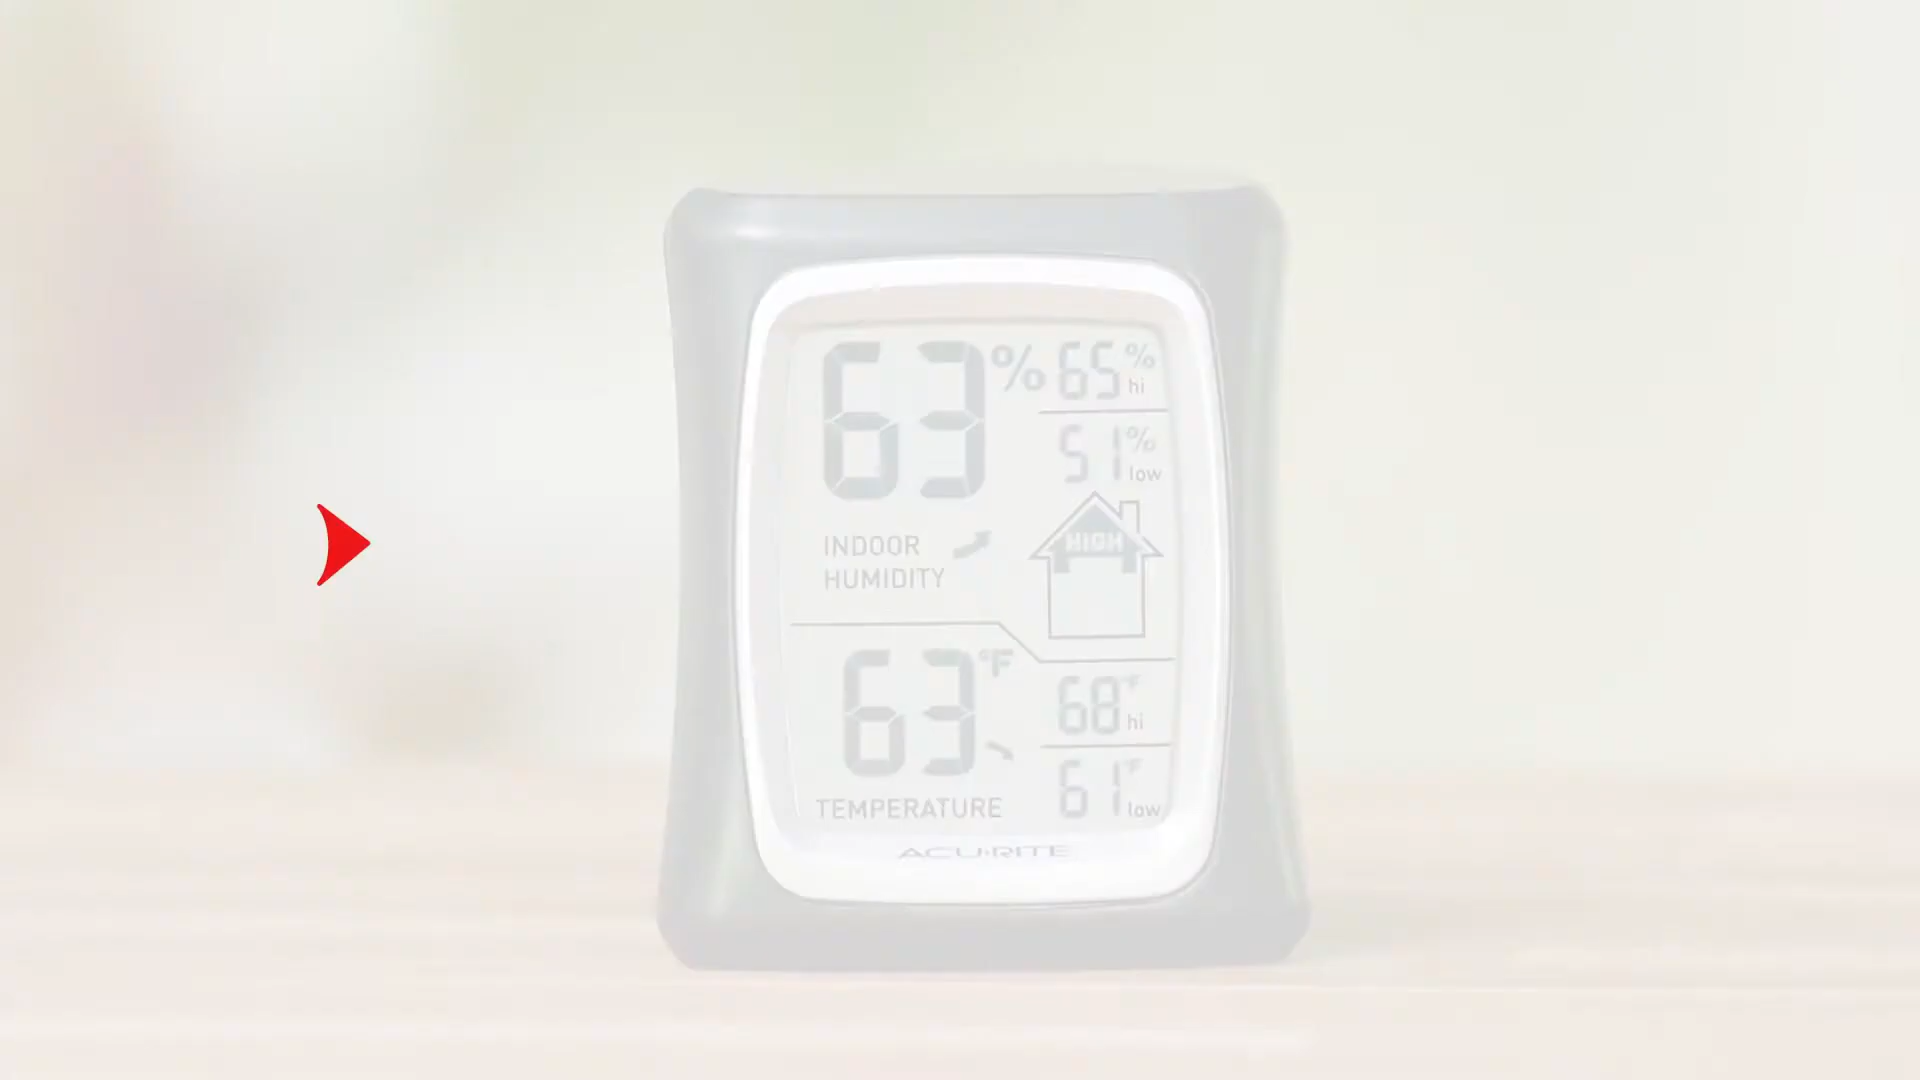 63% 65% hi
51% low
HIGH
INDOOR
HUMIDITY
63°F 68°F hi
61°F low
TEMPERATURE
ACU·RITE